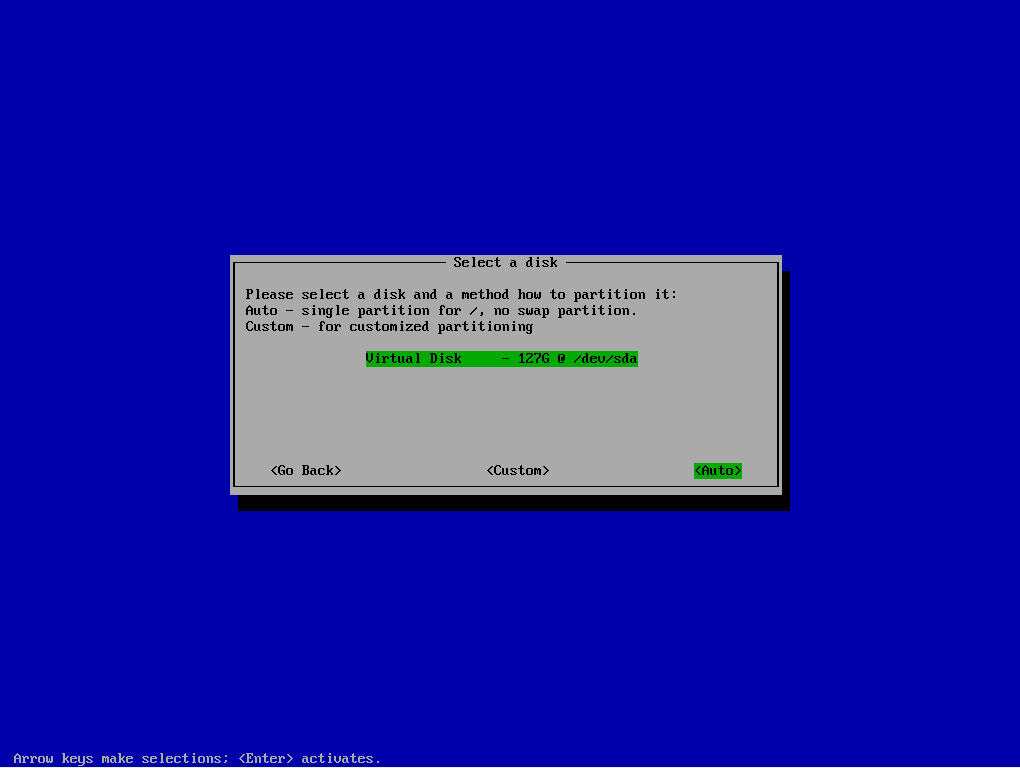 Select a disk
Please select a disk and a method how to partition it:
Auto - single partition for /, no swap partition.
Custom - for customized partitioning
Virtual Disk - 127G @ /dev/sda
<Go Back> <Custom> <Auto>
Arrow keys make selections; <Enter> activates.